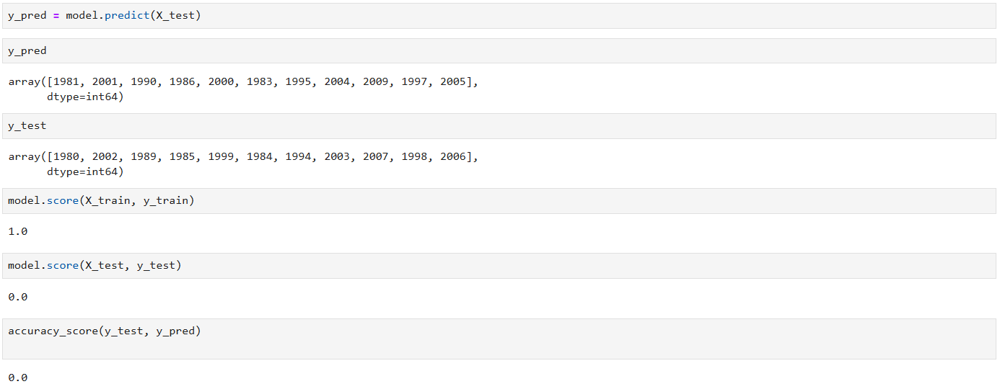 y_pred = model.predict(X_test)
y_pred
array([1981, 2001, 1990, 1986, 2000, 1983, 1995, 2004, 2009, 1997, 2005],
dtype=int64)
y_test
array([1980, 2002, 1989, 1985, 1999, 1984, 1994, 2003, 2007, 1998, 2006],
dtype=int64)
model.score(X_train, y_train)
1.0
model.score(X_test, y_test)
0.0
accuracy_score(y_test, y_pred)
0.0